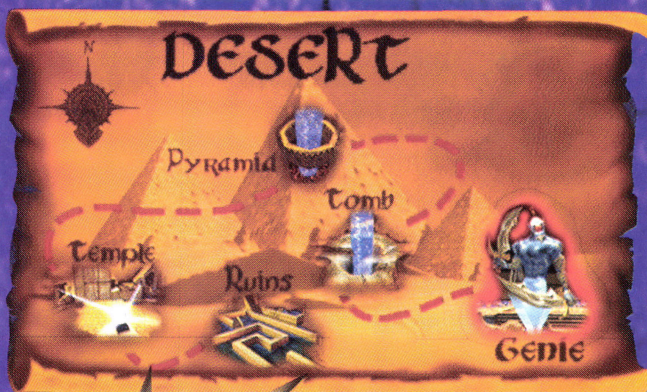 N
DESERT
Pyramid
Tomb
Temple
Ruins
GENIE